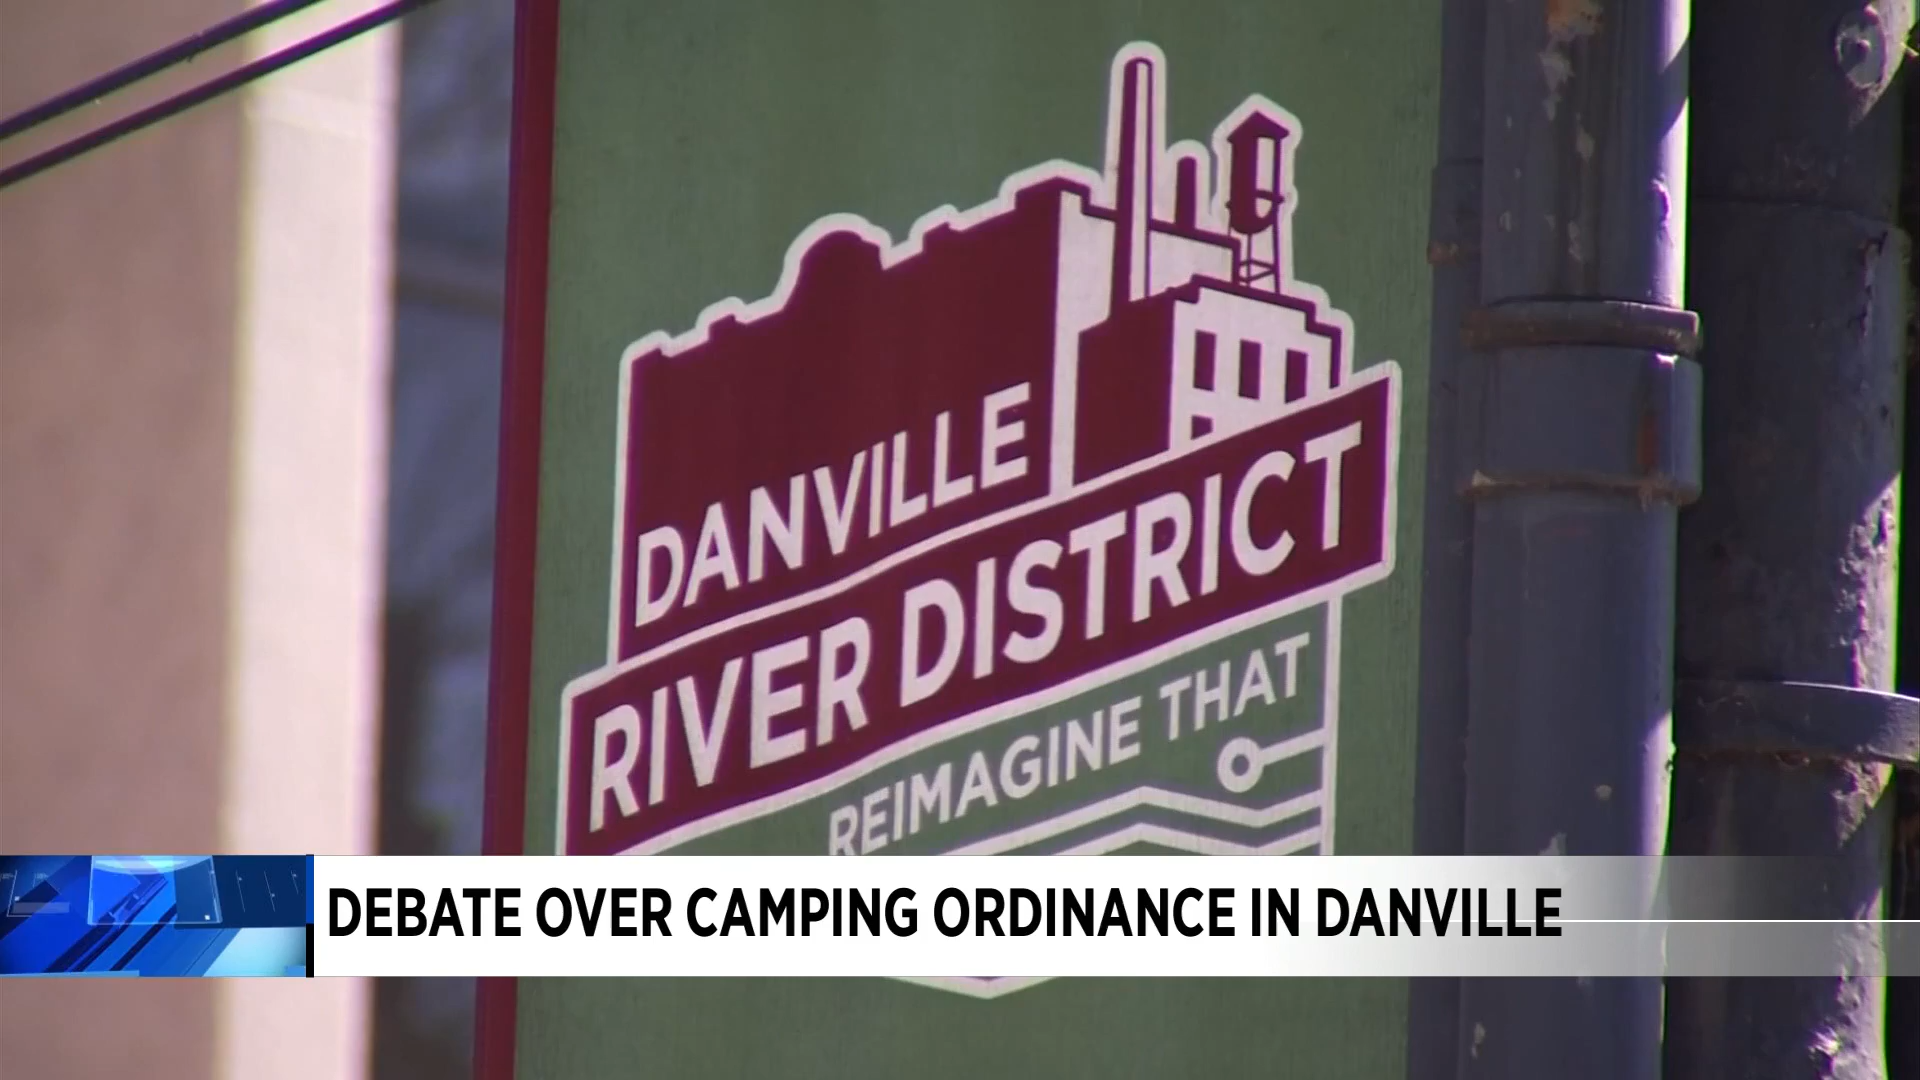 DANVILLE
RIVER DISTRICT
REIMAGINE THAT
DEBATE OVER CAMPING ORDINANCE IN DANVILLE